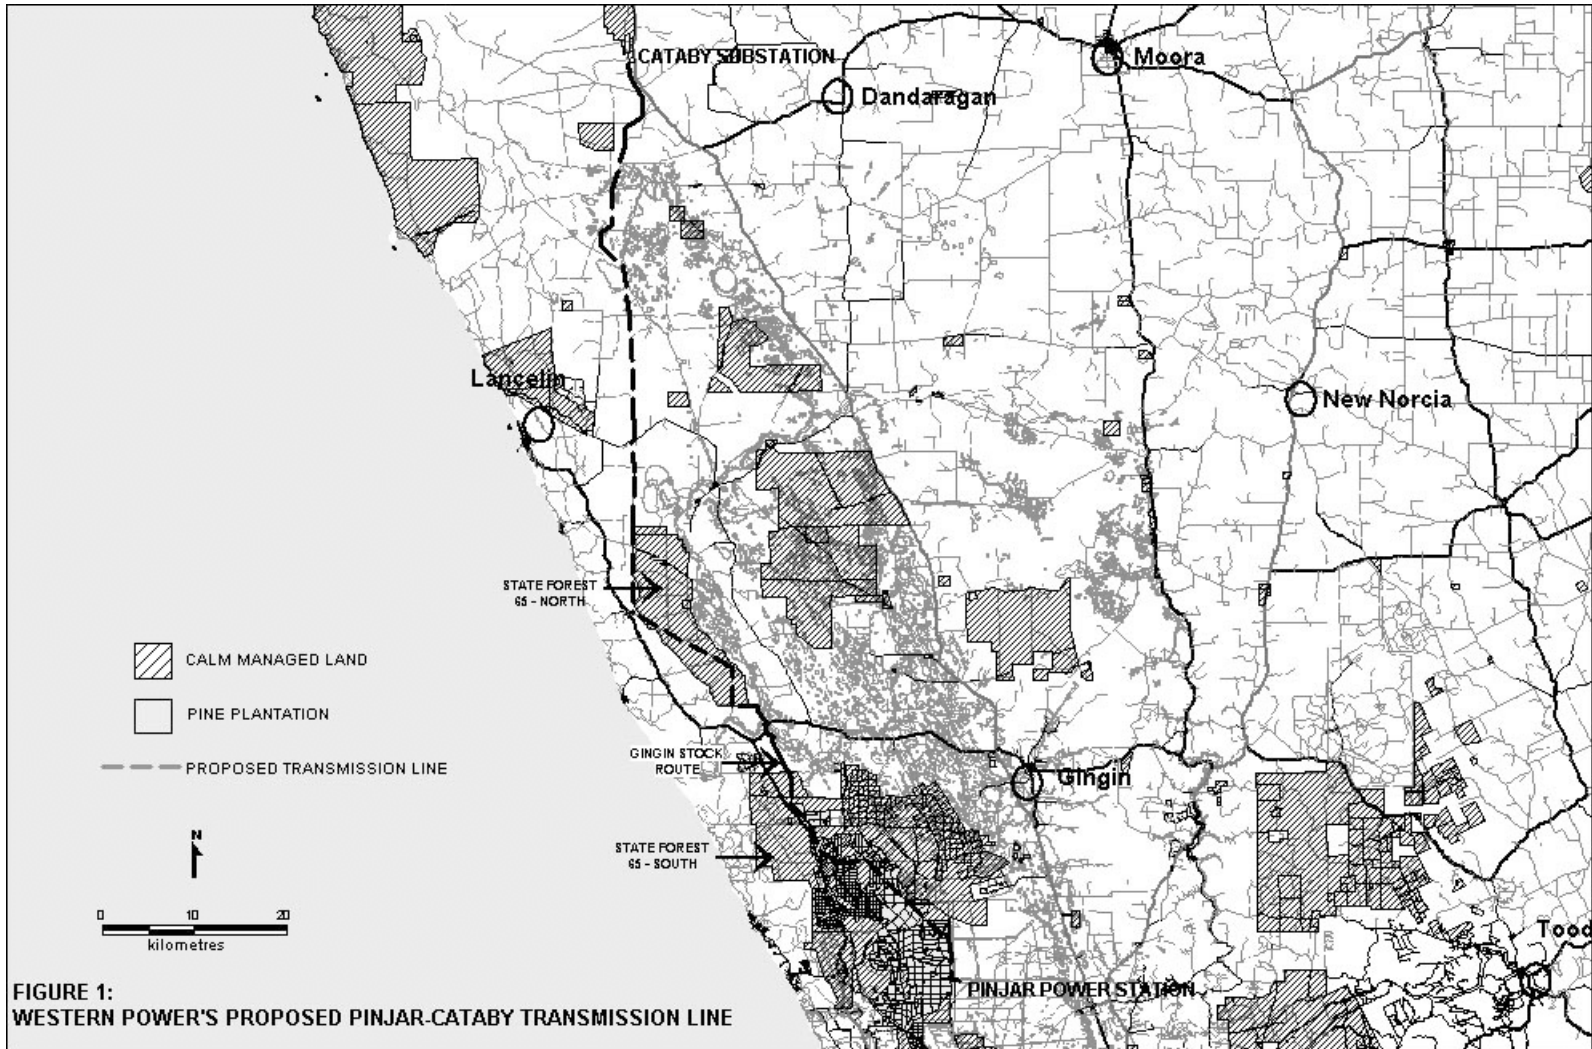 CATABY SUBSTATION
Moora
Dandaragan
Lancelin
New Norcia
STATE FOREST
65 - NORTH
CALM MANAGED LAND
PINE PLANTATION
PROPOSED TRANSMISSION LINE
GINGIN STOCK
ROUTE
Gingin
STATE FOREST
65 - SOUTH
N
0 10 20
kilometres
Tood
PINJAR POWER STATION
FIGURE 1:
WESTERN POWER'S PROPOSED PINJAR-CATABY TRANSMISSION LINE